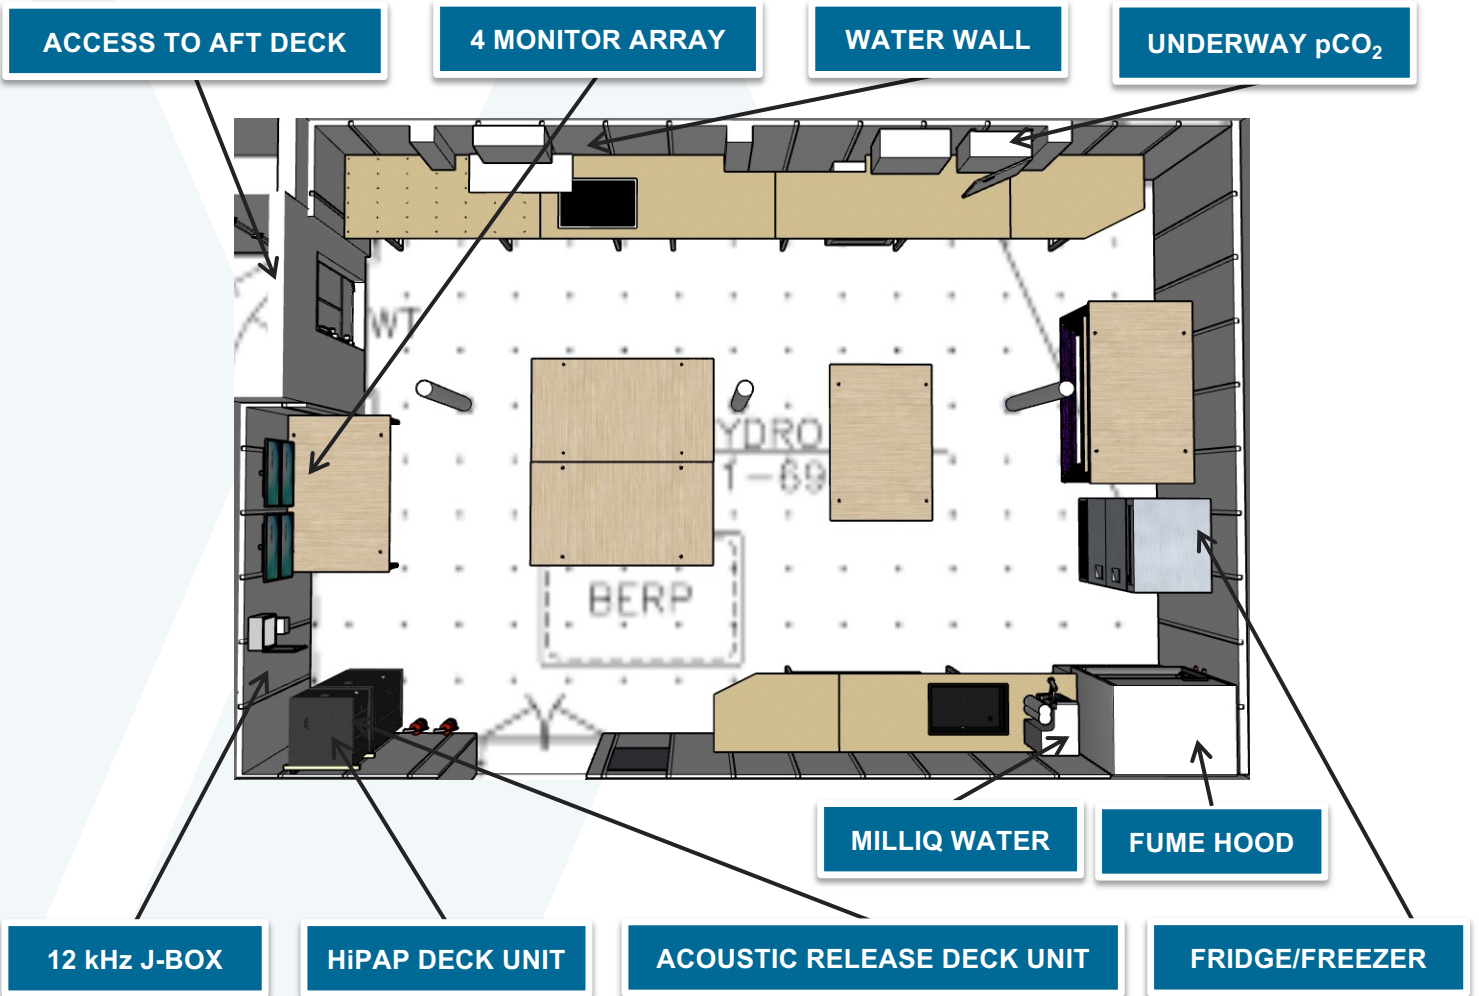 ACCESS TO AFT DECK
4 MONITOR ARRAY
WATER WALL
UNDERWAY pCO₂
WT
YDRO
1-69
BERP
MILLIQ WATER
FUME HOOD
12 kHz J-BOX
HiPAP DECK UNIT
ACOUSTIC RELEASE DECK UNIT
FRIDGE/FREEZER